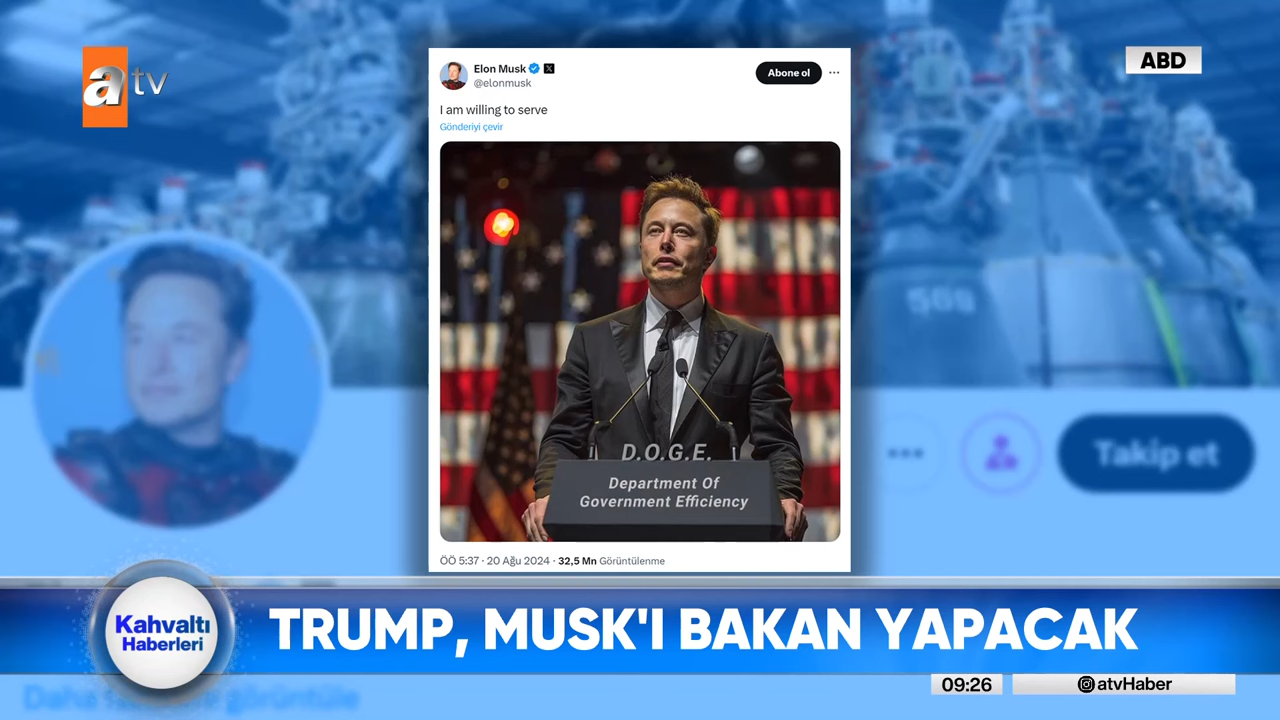 atv
ABD
Elon Musk
@elonmusk
Abone ol
I am willing to serve
Gönderiyi çevir
D.O.G.E.
Department Of
Government Efficiency
ÖÖ 5:37 · 20 Ağu 2024 · 32,5 Mn Görüntülenme
Takip et
Kahvaltı
Haberleri
TRUMP, MUSK'I BAKAN YAPACAK
09:26
atvHaber